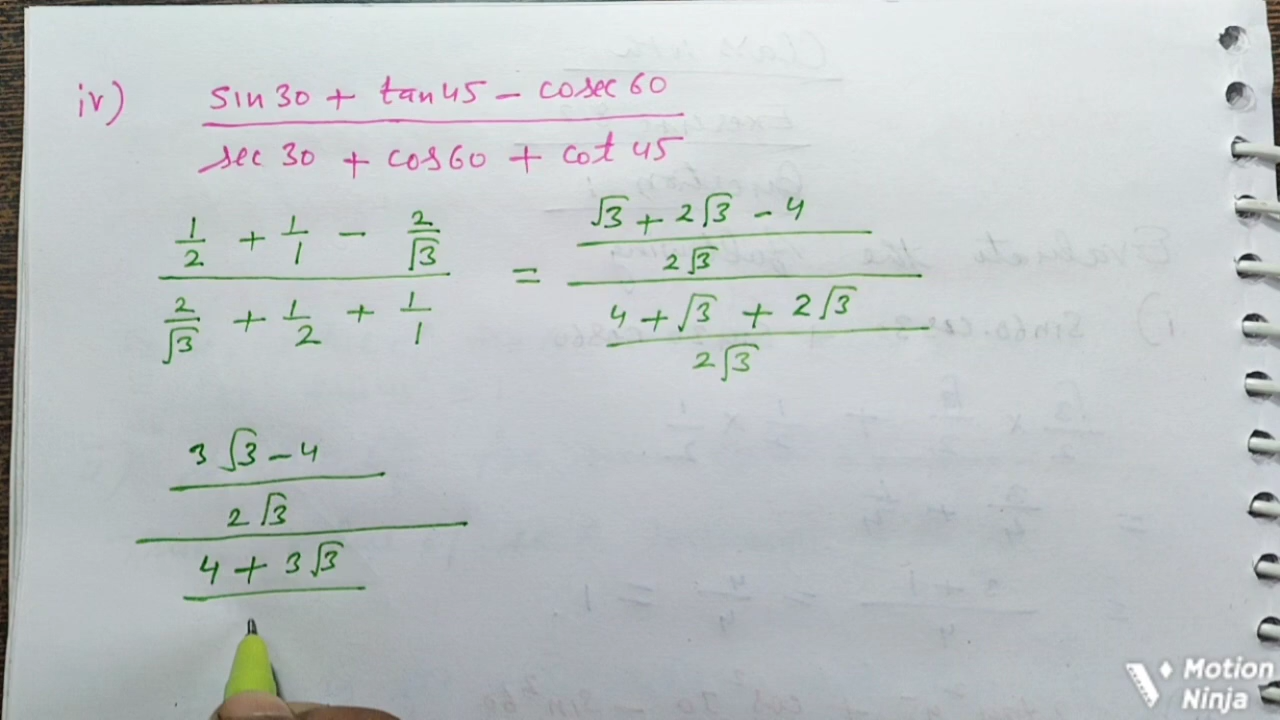 iv) sin 30 + tan 45 - cosec 60
sec 30 + cos 60 + cot 45
1/2 + 1/1 - 2/√3 = √3 + 2√3 - 4
2√3
2/√3 + 1/2 + 1/1
4 + √3 + 2√3
2√3
3√3 - 4
2√3
4 + 3√3
Motion
Ninja